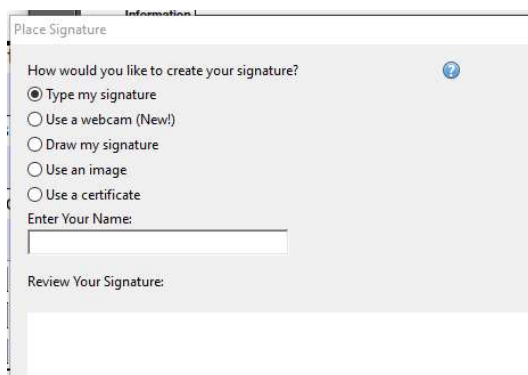 Information
Place Signature
How would you like to create your signature?
Type my signature
Use a webcam (New!)
Draw my signature
Use an image
Use a certificate
Enter Your Name:
Review Your Signature: